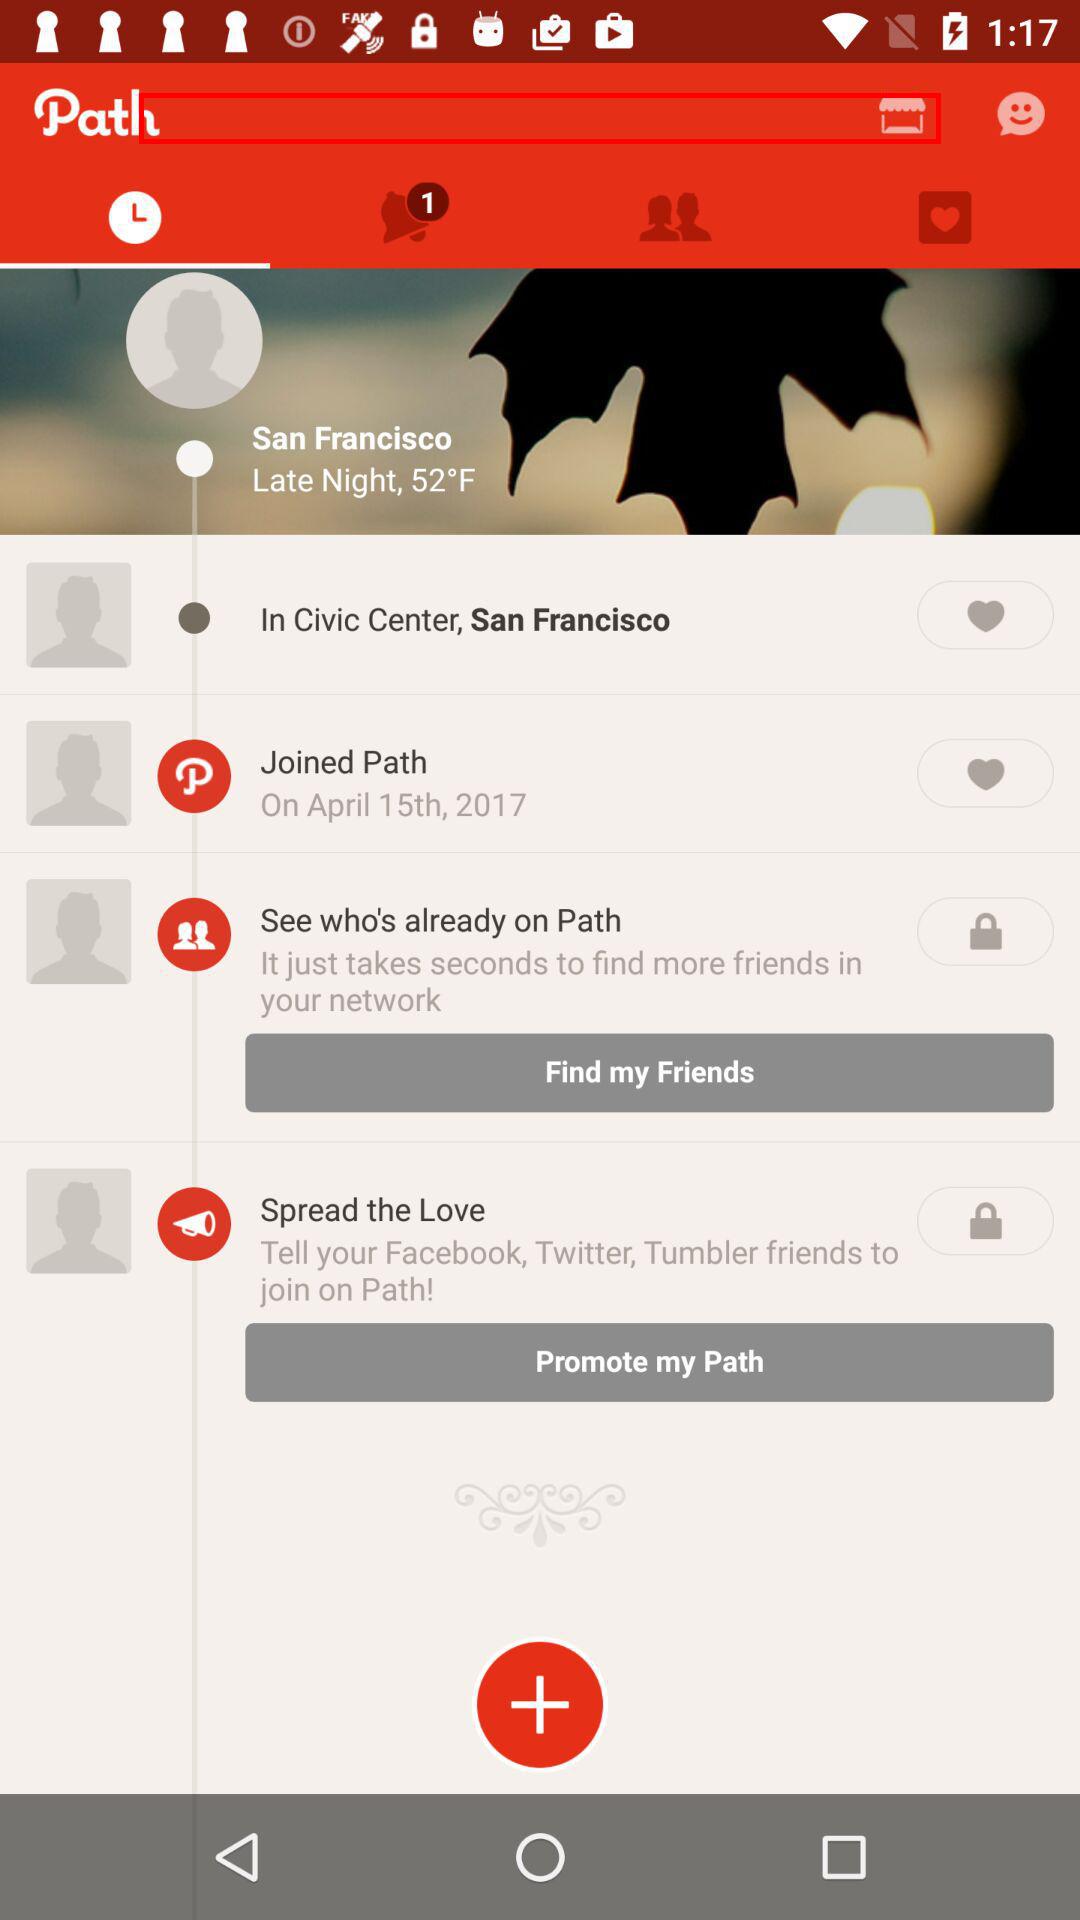 FAKE
1:17
Path
1
San Francisco
Late Night, 52°F
In Civic Center, San Francisco
Joined Path
On April 15th, 2017
See who's already on Path
It just takes seconds to find more friends in
your network
Find my Friends
Spread the Love
Tell your Facebook, Twitter, Tumbler friends to
join on Path!
Promote my Path